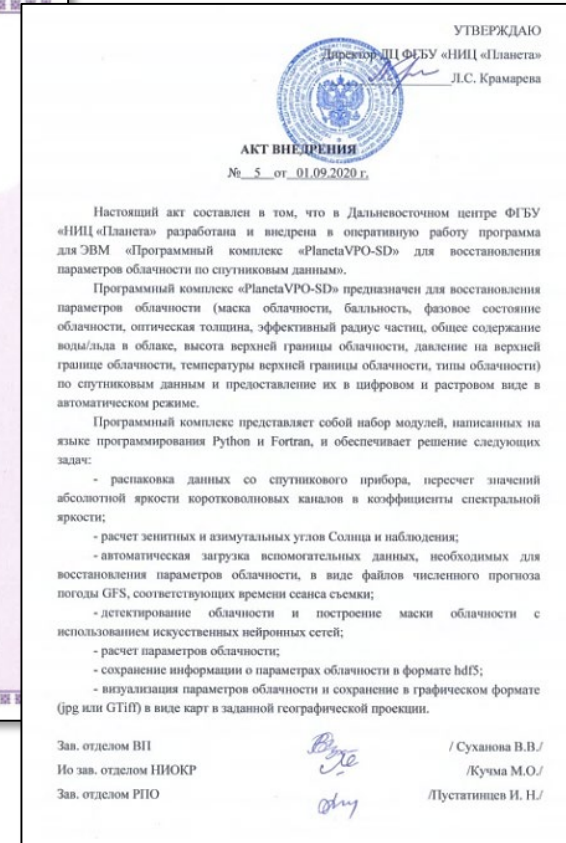 УТВЕРЖДАЮ
Директор ДЦ ФГБУ «НИЦ «Планета»
Л.С. Крамарева
АКТ ВНЕДРЕНИЯ
№ 5 от 01.09.2020 г.
Настоящий акт составлен в том, что в Дальневосточном центре ФГБУ
«НИЦ «Планета» разработана и внедрена в оперативную работу программа
для ЭВМ «Программный комплекс «PlanetaVPO-SD» для восстановления
параметров облачности по спутниковым данным».
Программный комплекс «PlanetaVPO-SD» предназначен для восстановления
параметров облачности (маска облачности, балльность, фазовое состояние
облачности, оптическая толщина, эффективный радиус частиц, общее содержание
воды/льда в облаке, высота верхней границы облачности, давление на верхней
границе облачности, температуры верхней границы облачности, типы облачности)
по спутниковым данным и предоставление их в цифровом и растровом виде в
автоматическом режиме.
Программный комплекс представляет собой набор модулей, написанных на
языке программирования Python и Fortran, и обеспечивает решение следующих
задач:
- распаковка данных со спутникового прибора, пересчет значений
абсолютной яркости коротковолновых каналов в коэффициенты спектральной
яркости;
- расчет зенитных и азимутальных углов Солнца и наблюдения;
- автоматическая загрузка вспомогательных данных, необходимых для
восстановления параметров облачности, в виде файлов численного прогноза
погоды GFS, соответствующих времени сеанса съемки;
- детектирование облачности и построение маски облачности с
использованием искусственных нейронных сетей;
- расчет параметров облачности;
- сохранение информации о параметрах облачности в формате hdf5;
- визуализация параметров облачности и сохранение в графическом формате
(jpg или GTiff) в виде карт в заданной географической проекции.
Зав. отделом ВП / Суханова В.В./
Ио зав. отделом НИОКР /Кучма М.О./
Зав. отделом РПО /Пустатинцев И. Н./